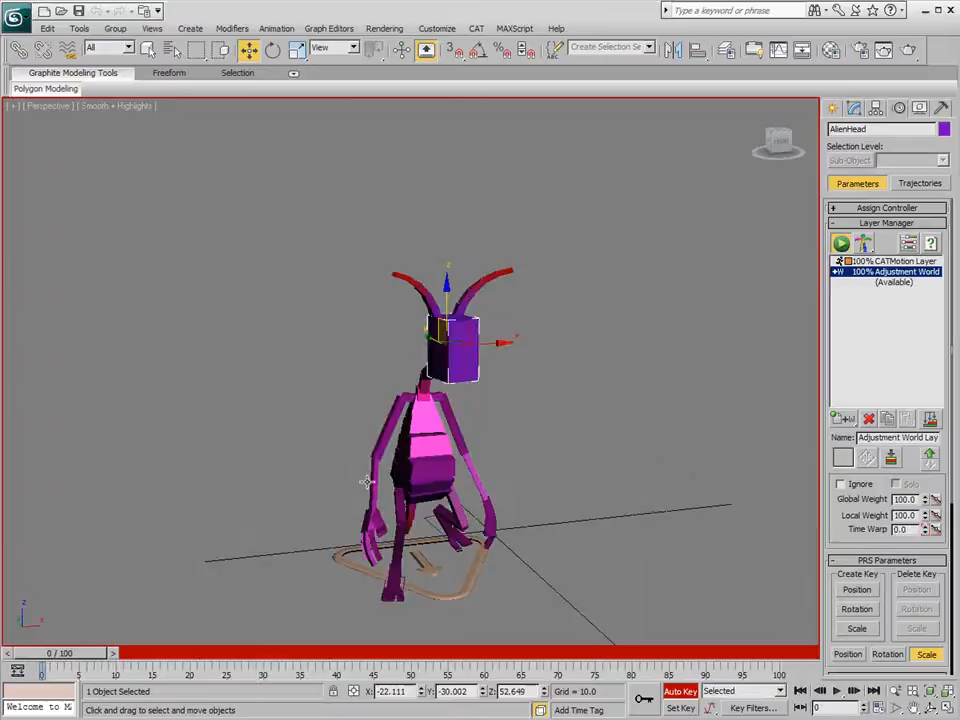 Type a keyword or phrase
Edit Tools Group Views Create Modifiers Animation Graph Editors Rendering Customize CAT MAXScript Help
All View 3 Create Selection Se
Graphite Modeling Tools Freeform Selection
Polygon Modeling
[ + ] [ Perspective ] [ Smooth + Highlights ]
FRONT
AlienHead
Selection Level:
Sub-Object
Parameters Trajectories
+ Assign Controller
- Layer Manager
100% CATMotion Layer
+W 100% Adjustment World
(Available)
Name: Adjustment World Lay
Ignore Solo
Global Weight 100.0
Local Weight 100.0
Time Warp 0.0
- PRS Parameters
Create Key Delete Key
Position Position
Rotation Rotation
Scale Scale
Position Rotation Scale
z
x
z
x
< 0 / 100 >
0 5 10 15 20 25 30 35 40 45 50 55 60 65 70 75 80 85 90 95 100
1 Object Selected X: -22.111 Y: -30.002 Z: 52.649 Grid = 10.0 Auto Key Selected
Welcome to M Click and drag to select and move objects Add Time Tag Set Key Key Filters... 0